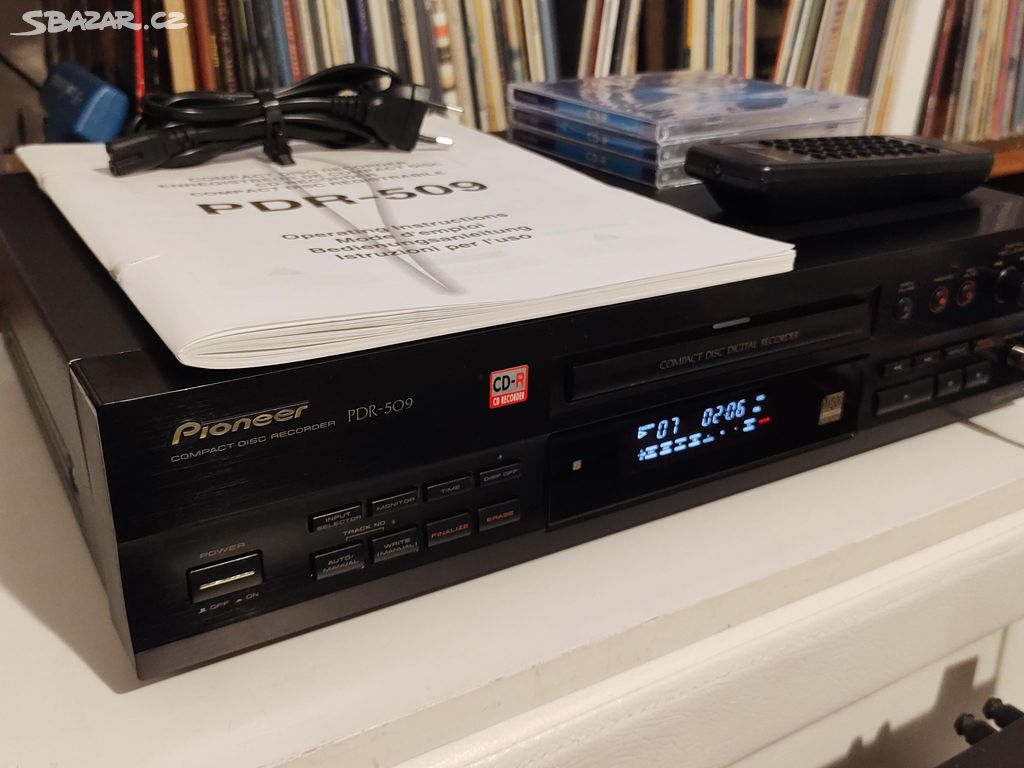 SBAZAR.CZ
PDR-509
Operating Instructions
Mode d'emploi
Bedienungsanleitung
Istruzioni per l'uso
CD-R
CD-R
COMPACT DISC DIGITAL RECORDER
CD-R
CD RECORDER
Pioneer
PDR-509
COMPACT DISC RECORDER
07 02:06
INPUT SELECTOR
MONITOR
TIME
DISP OFF
TRACK NO.
AUTO/ MANUAL
WRITE (MANUAL)
FINALIZE
ERASE
POWER
OFF ON